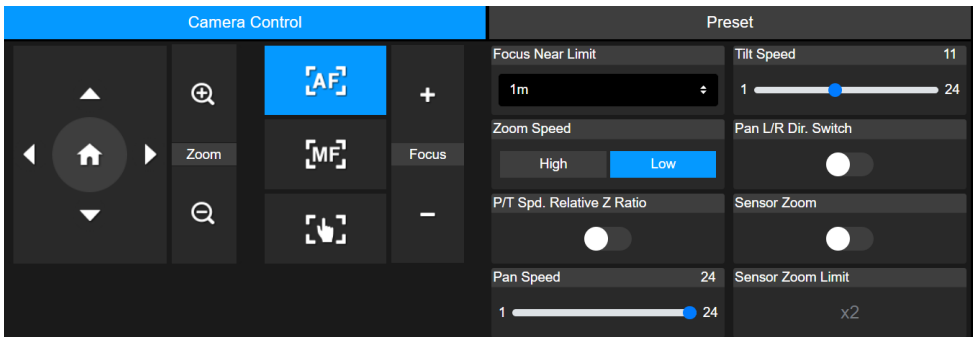 Camera Control
Preset
AF
MF
Zoom
+
Focus
−
Focus Near Limit
1m
Tilt Speed 11
1 24
Zoom Speed
High Low
Pan L/R Dir. Switch
P/T Spd. Relative Z Ratio
Sensor Zoom
Pan Speed 24
1 24
Sensor Zoom Limit
x2